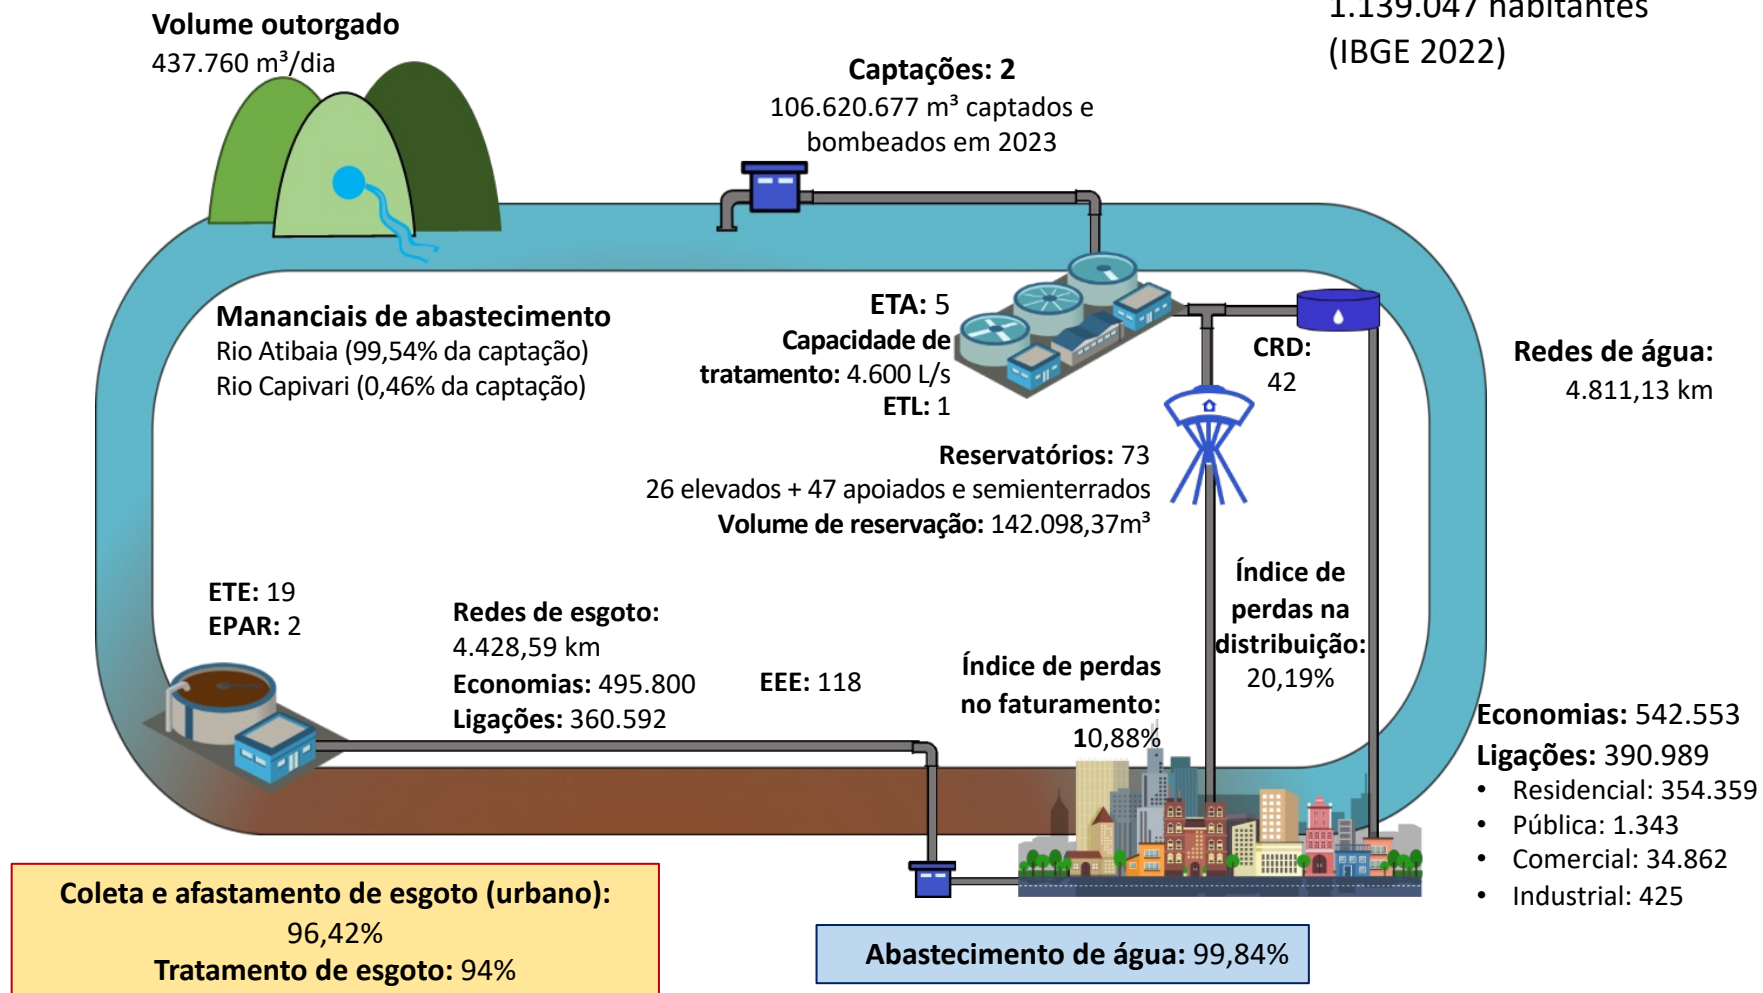 Volume outorgado
437.760 m³/dia
1.139.047 habitantes
(IBGE 2022)
Captações: 2
106.620.677 m³ captados e
bombeados em 2023
Mananciais de abastecimento
Rio Atibaia (99,54% da captação)
Rio Capivari (0,46% da captação)
ETA: 5
Capacidade de
tratamento: 4.600 L/s
ETL: 1
CRD:
42
Redes de água:
4.811,13 km
Reservatórios: 73
26 elevados + 47 apoiados e semienterrados
Volume de reservação: 142.098,37m³
Índice de
perdas na
distribuição:
20,19%
ETE: 19
EPAR: 2
Redes de esgoto:
4.428,59 km
Economias: 495.800
Ligações: 360.592
EEE: 118
Índice de perdas
no faturamento:
10,88%
Economias: 542.553
Ligações: 390.989
• Residencial: 354.359
• Pública: 1.343
• Comercial: 34.862
• Industrial: 425
Coleta e afastamento de esgoto (urbano):
96,42%
Tratamento de esgoto: 94%
Abastecimento de água: 99,84%